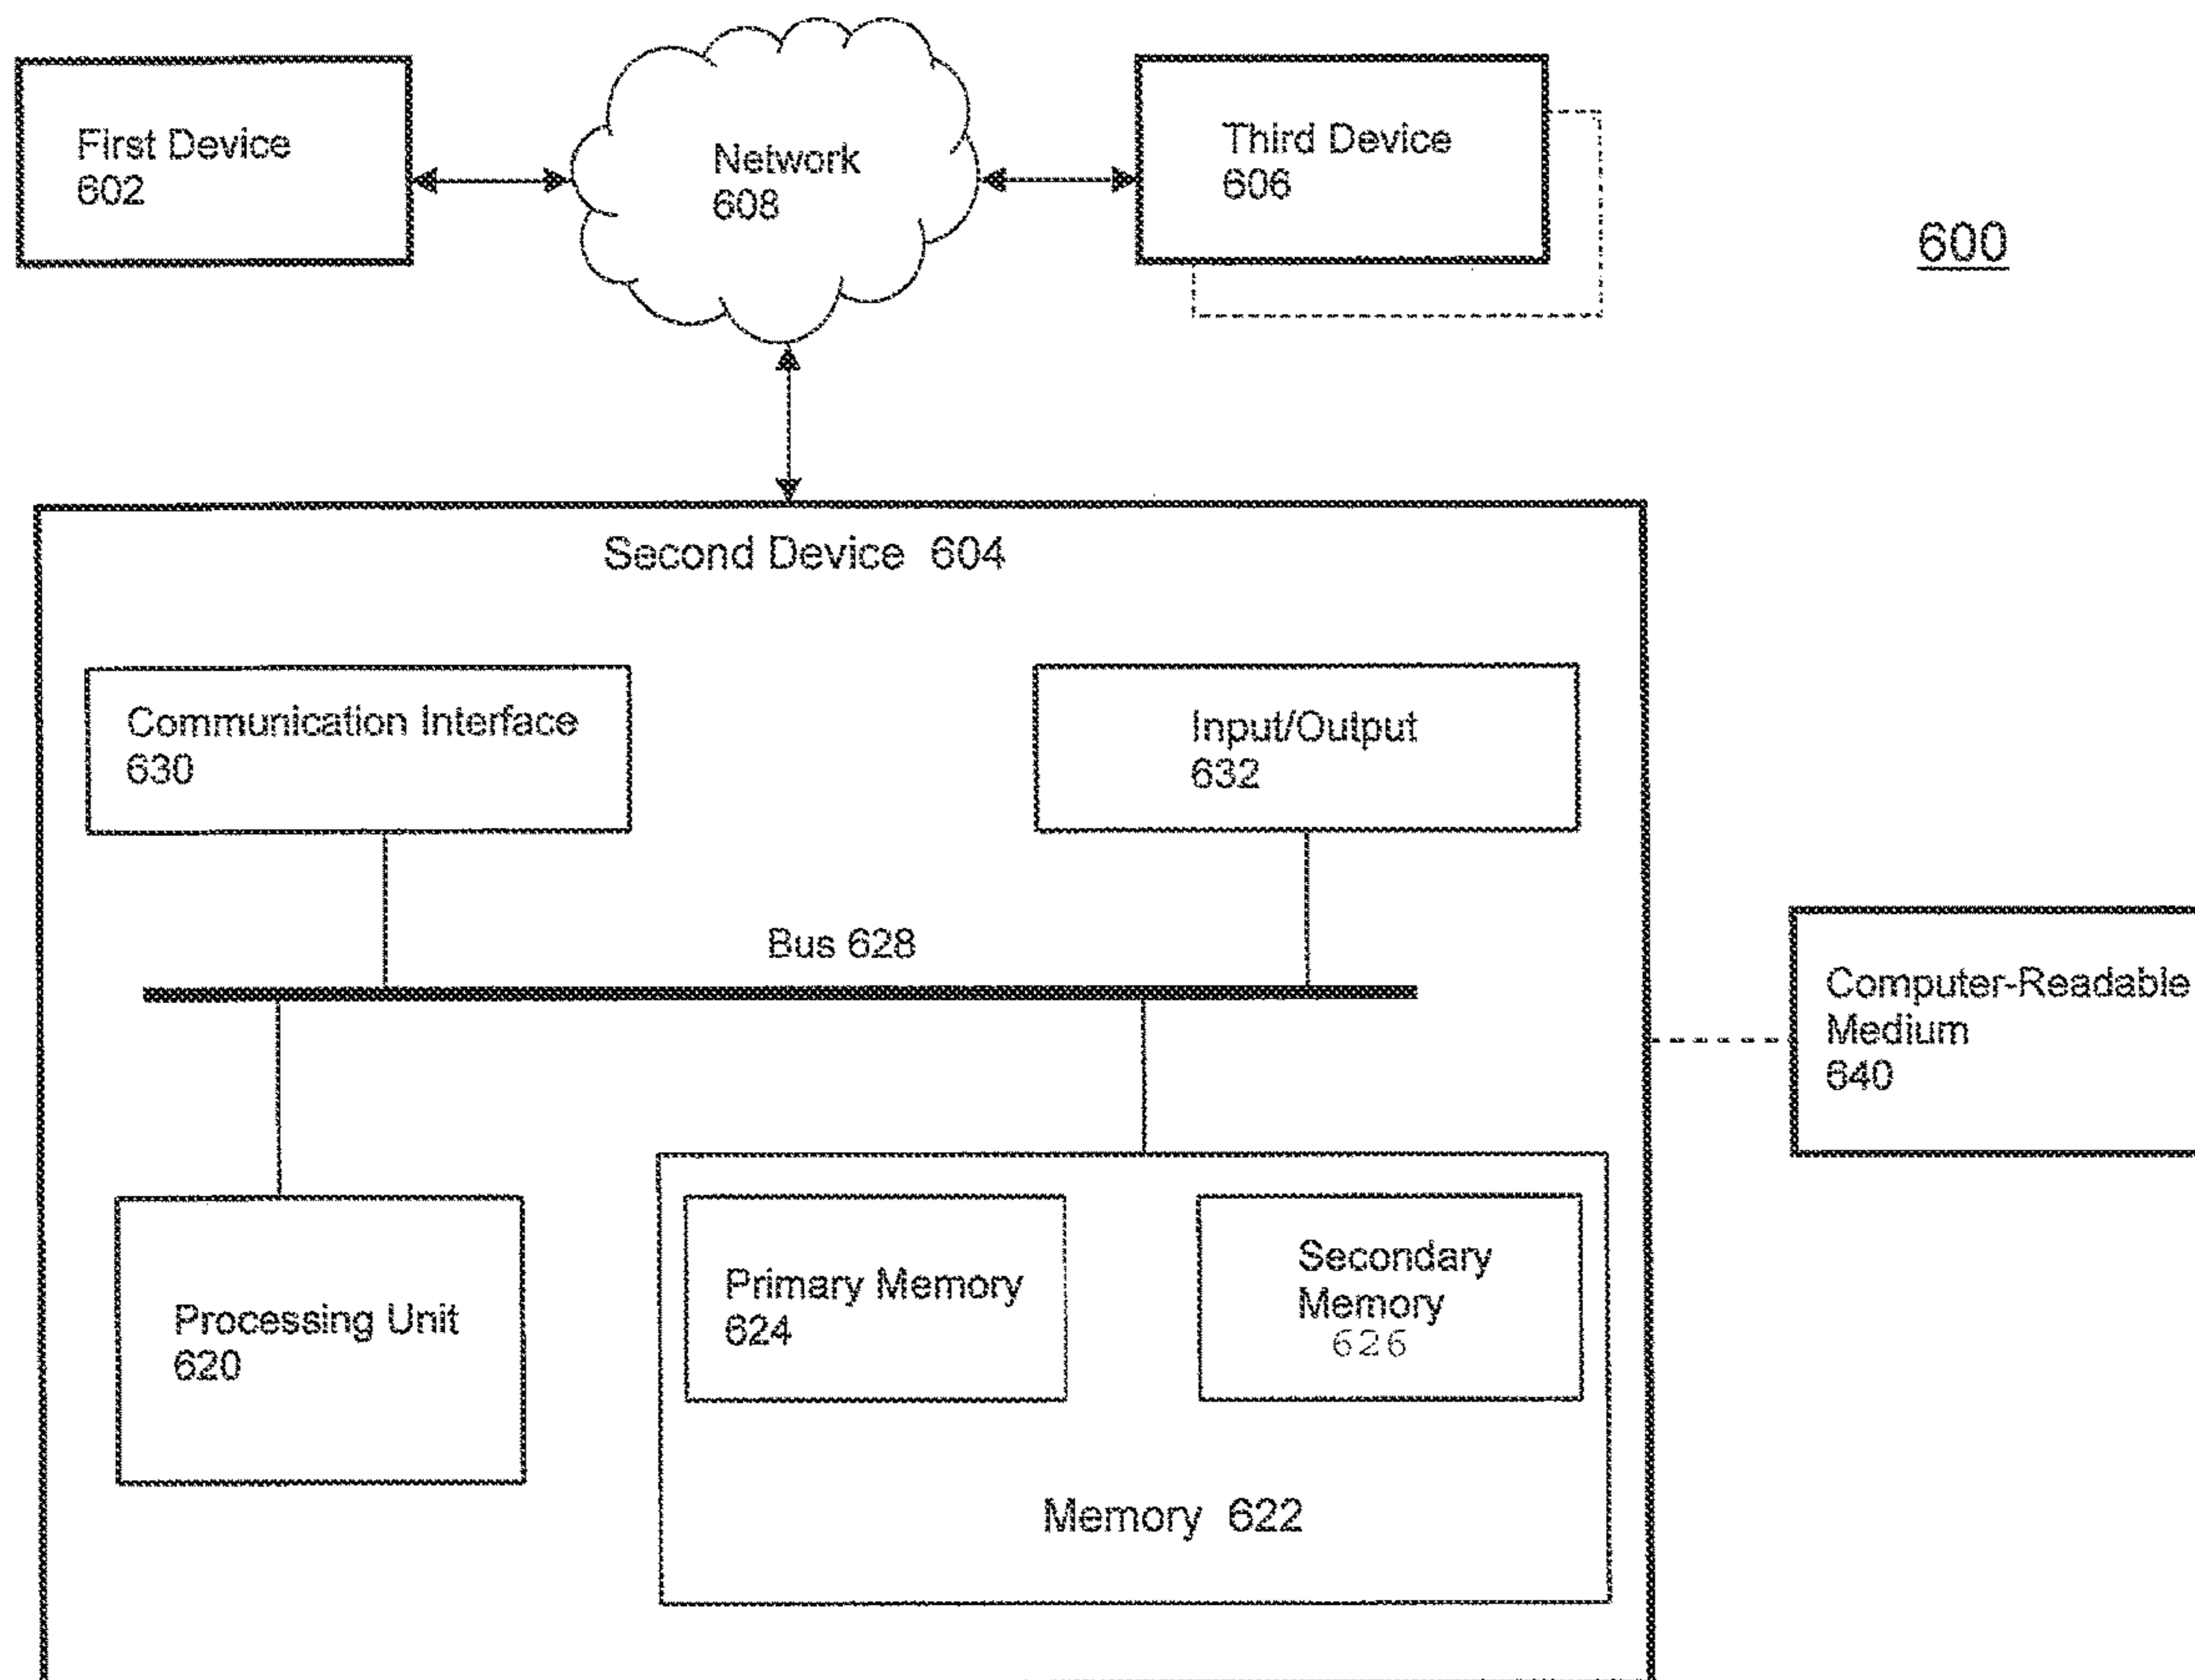 First Device
602
Network
608
Third Device
606
600
Second Device 604
Communication Interface
630
Input/Output
632
Bus 628
Computer-Readable
Medium
640
Processing Unit
620
Primary Memory
624
Secondary
Memory
626
Memory 622